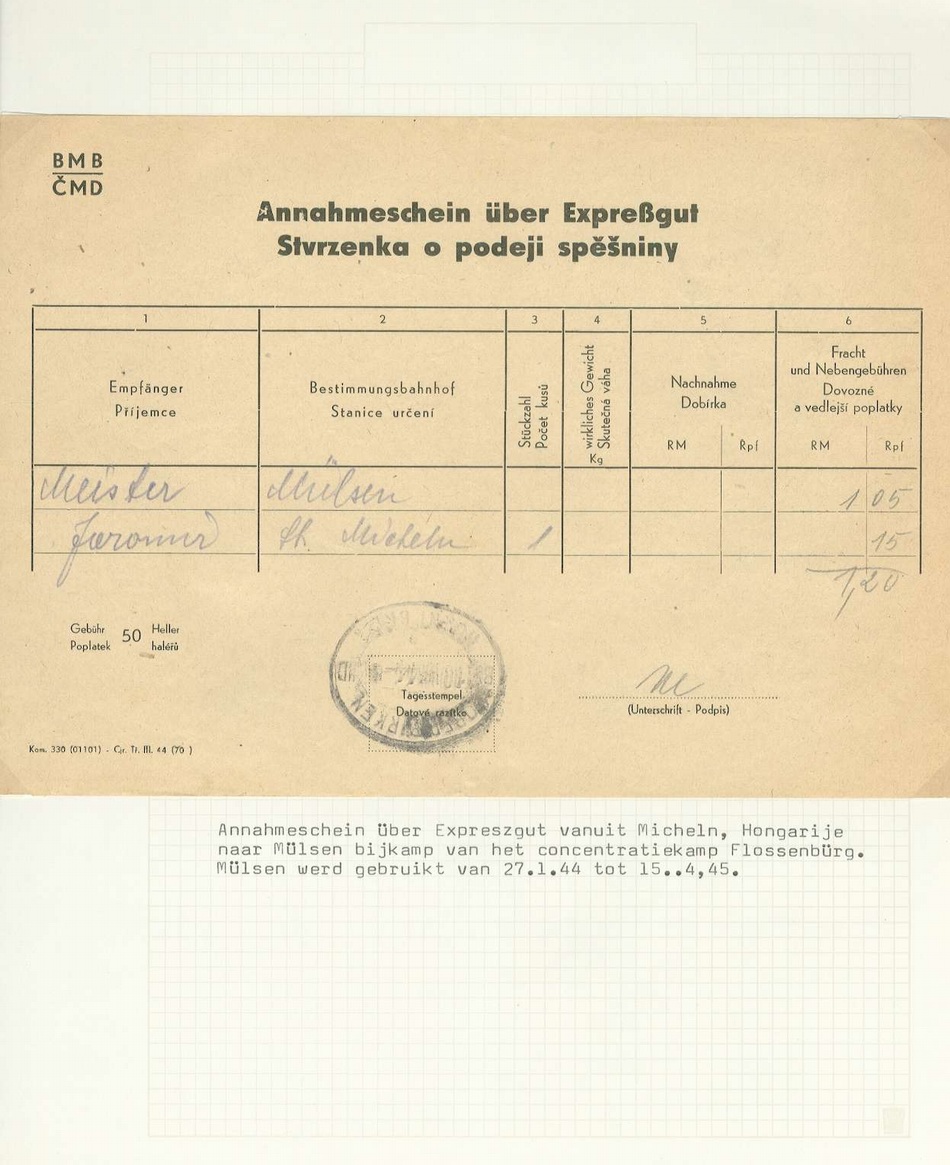 BMB
ČMD
Annahmeschein über Expreßgut
Stvrzenka o podeji spěšniny
1 2 3 4 5 6
Empfänger
Příjemce
Bestimmungsbahnhof
Stanice určení
Stückzahl
Počet kusů
wirkliches Gewicht
Skutečná váha
Kg
Nachnahme
Dobírka
RM Rpf
Fracht
und Nebengebühren
Dovozné
a vedlejší poplatky
RM Rpf
Meister Mülsen 1 05
Jaromir St. Micheln 1 15
1,20
Gebühr 50 Heller
Poplatek haléřů
Tagesstempel
Datové razítko
(Unterschrift - Podpis)
Kom. 330 (01101) - Čjr. Tř. III. 44 (70 )
Annahmeschein über Expreszgut vanuit Micheln, Hongarije
naar Mülsen bijkamp van het concentratiekamp Flossenbürg.
Mülsen werd gebruikt van 27.1.44 tot 15..4,45.